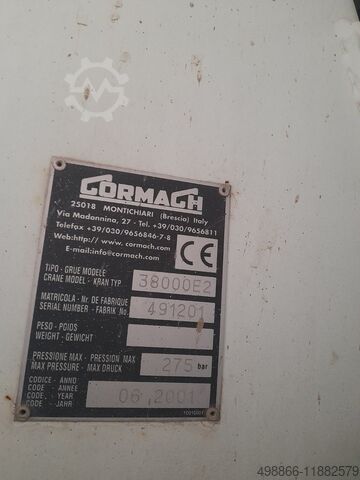 CORMACH
25018 MONTICHIARI (Brescia) Italy
Via Madonnina, 27 - Tel. +39/030/9656811
Telefax +39/030/9656846-7-8
Web:http://www.cormach.com
E-mail:info@cormach.com
CE
TIPO - GRUE MODELE
CRANE MODEL - KRAN TYP 38000E2
MATRICOLA - Nr. DE FABRIQUE
SERIAL NUMBER - FABRIK No. 491201
PESO - POIDS
WEIGHT - GEWICHT
PRESSIONE MAX - PRESSION MAX
MAX PRESSURE - MAX DRUCK 275 bar
CODICE - ANNO
CODE - ANNEE
CODE - YEAR
CODE - JAHR 06.2001
498866-11882579